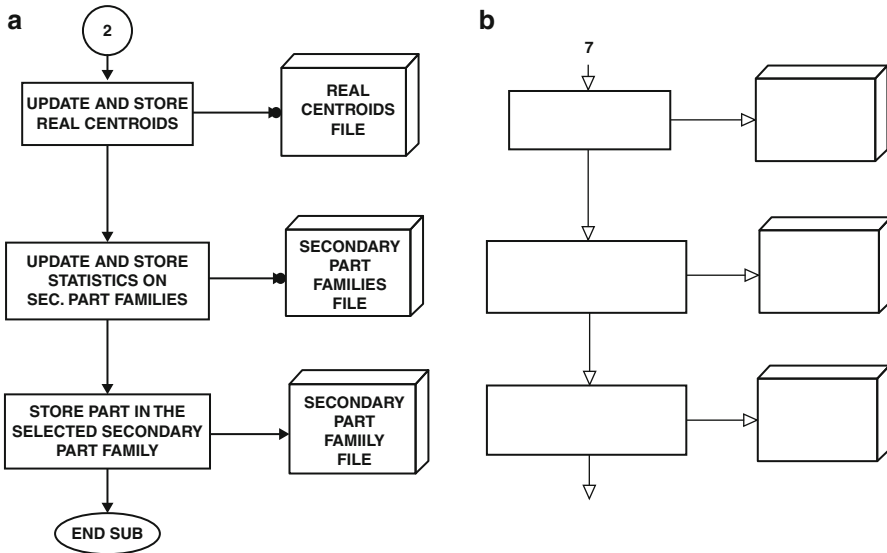 a
2
UPDATE AND STORE
REAL CENTROIDS
REAL
CENTROIDS
FILE
UPDATE AND STORE
STATISTICS ON
SEC. PART FAMILIES
SECONDARY
PART
FAMILIES
FILE
STORE PART IN THE
SELECTED SECONDARY
PART FAMILY
SECONDARY
PART
FAMIILY
FILE
END SUB
b
7